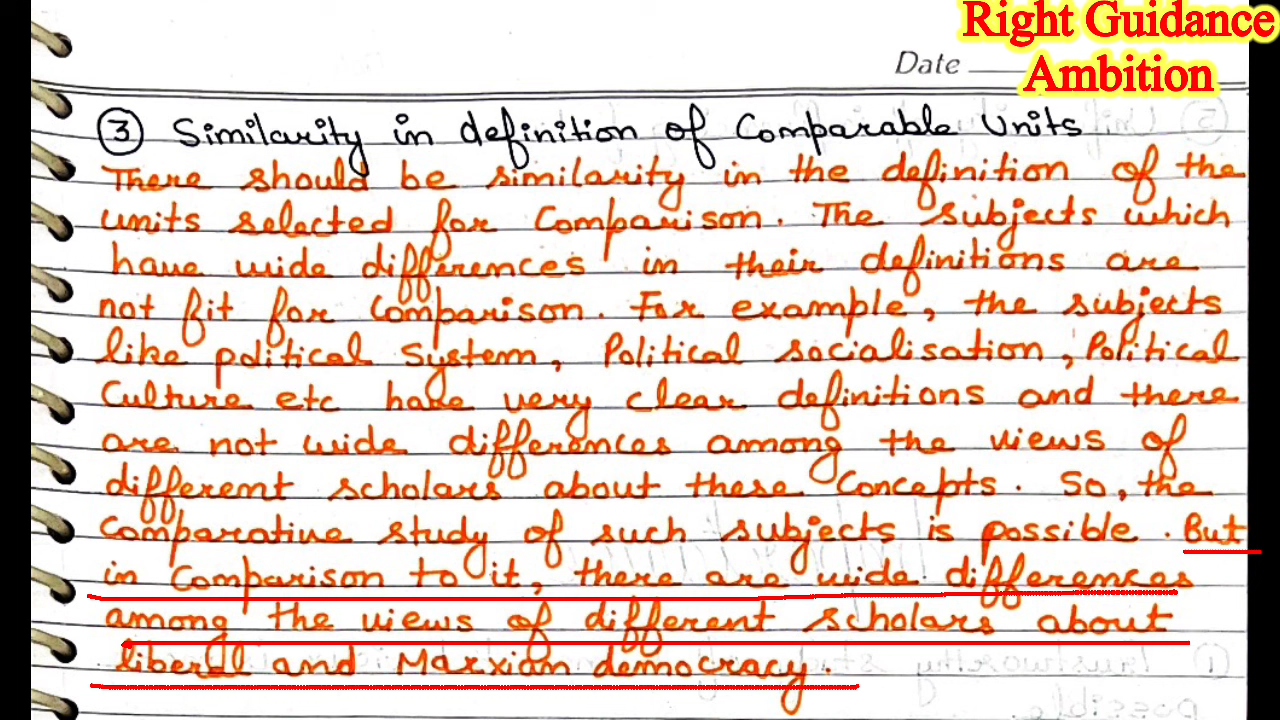 Right Guidance
Ambition
Date
③ Similarity in definition of Comparable Units
There should be similarity in the definition of the
units selected for Comparison. The subjects which
have wide differences in their definitions are
not fit for Comparison. For example, the subjects
like political system, Political socialisation, Political
Culture etc have very clear definitions and there
are not wide differences among the views of
different scholars about these Concepts. So, the
Comparative study of such subjects is possible. But
in Comparison to it, there are wide differences
among the views of different scholars about
liberal and Marxian democracy.